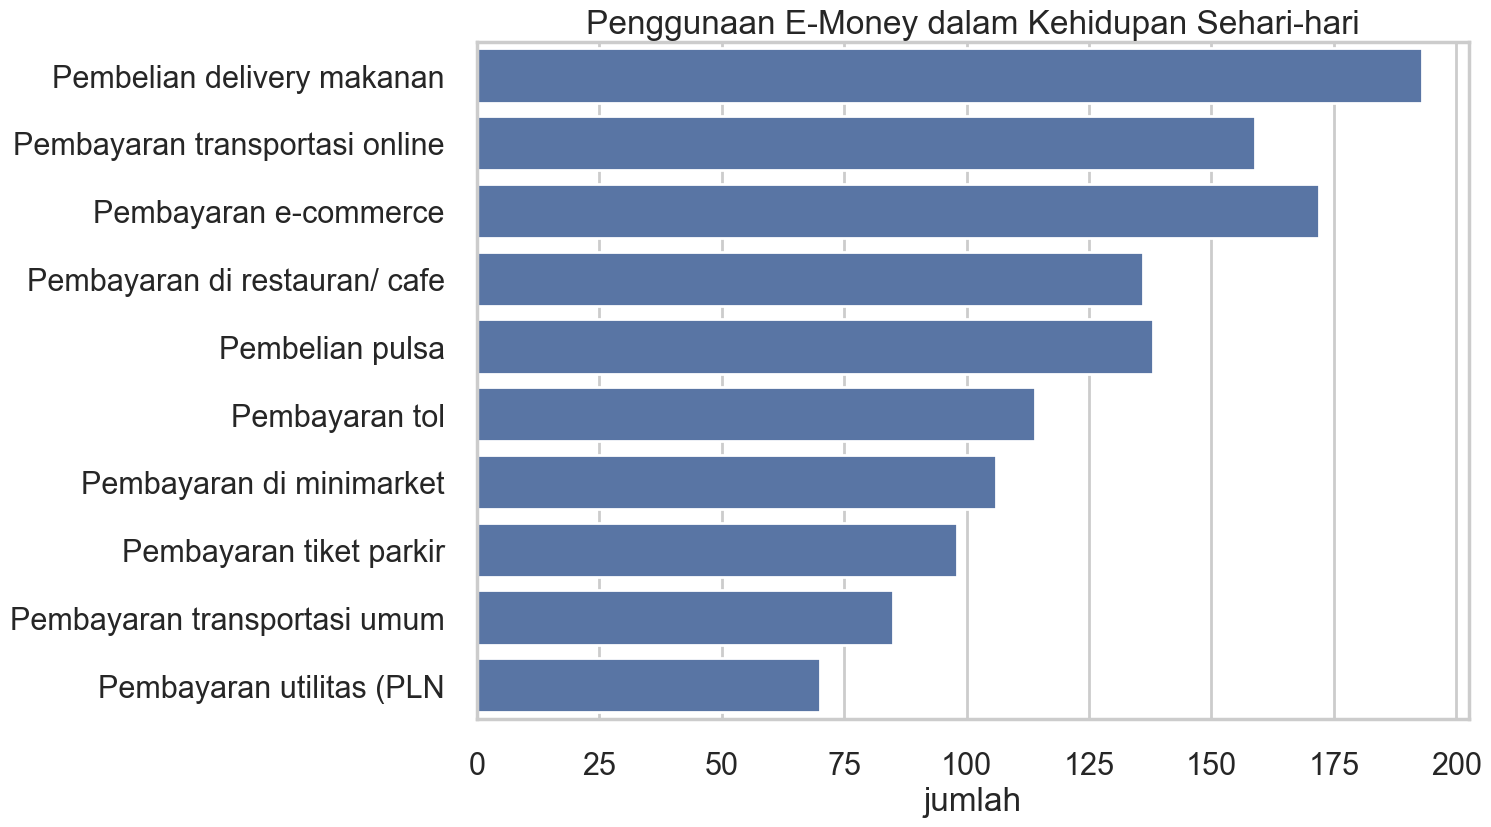 Penggunaan E-Money dalam Kehidupan Sehari-hari
Pembelian delivery makanan
Pembayaran transportasi online
Pembayaran e-commerce
Pembayaran di restauran/ cafe
Pembelian pulsa
Pembayaran tol
Pembayaran di minimarket
Pembayaran tiket parkir
Pembayaran transportasi umum
Pembayaran utilitas (PLN
0 25 50 75 100 125 150 175 200
jumlah